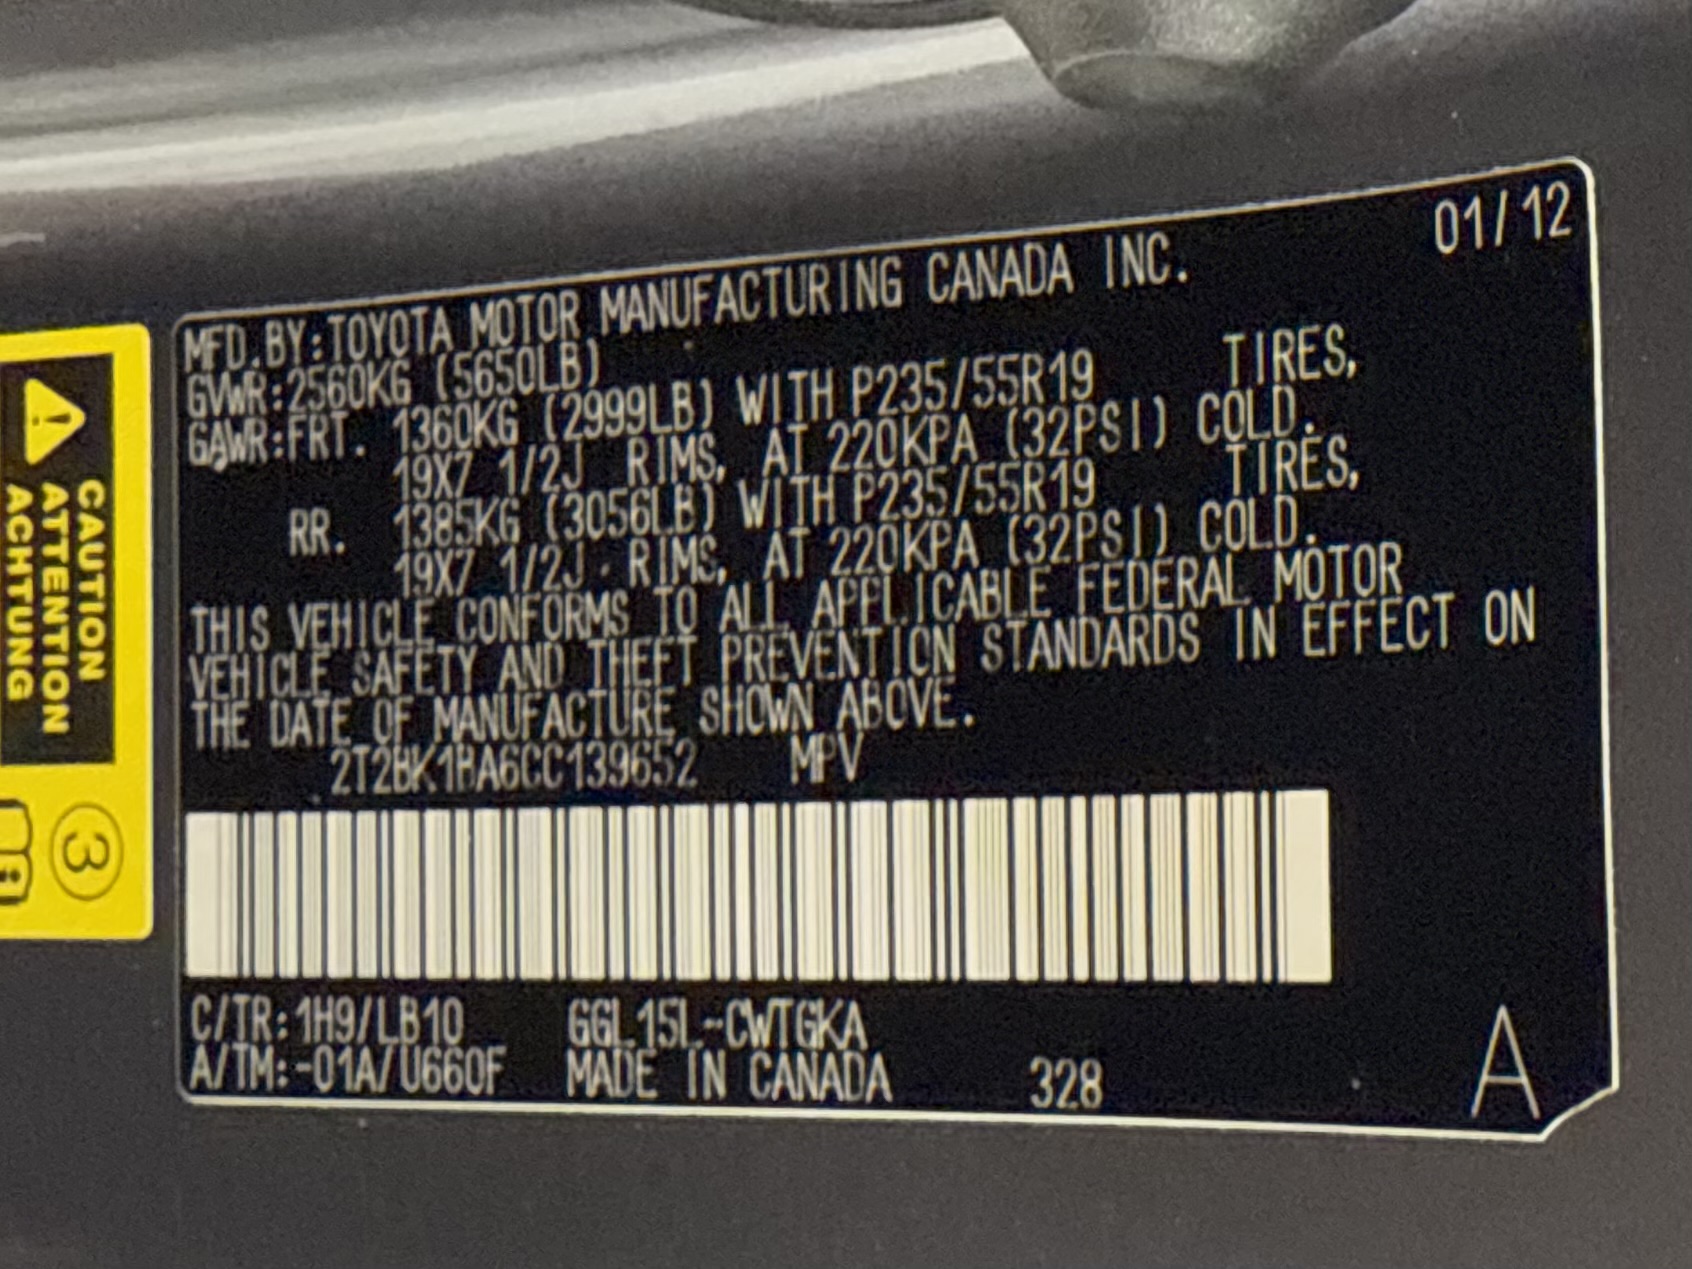 CAUTION
ATTENTION
ACHTUNG
3
01/12
MFD.BY:TOYOTA MOTOR MANUFACTURING CANADA INC.
GVWR:2560KG (5650LB)
GAWR:FRT. 1360KG (2999LB) WITH P235/55R19 TIRES,
19X7 1/2J RIMS, AT 220KPA (32PSI) COLD.
RR. 1385KG (3056LB) WITH P235/55R19 TIRES,
19X7 1/2J RIMS, AT 220KPA (32PSI) COLD.
THIS VEHICLE CONFORMS TO ALL APPLICABLE FEDERAL MOTOR
VEHICLE SAFETY AND THEFT PREVENTION STANDARDS IN EFFECT ON
THE DATE OF MANUFACTURE SHOWN ABOVE.
2T2BK1BA6CC139652 MPV
C/TR:1H9/LB10 GGL15L-CWTGKA
A/TM:-01A/U660F MADE IN CANADA 328
A